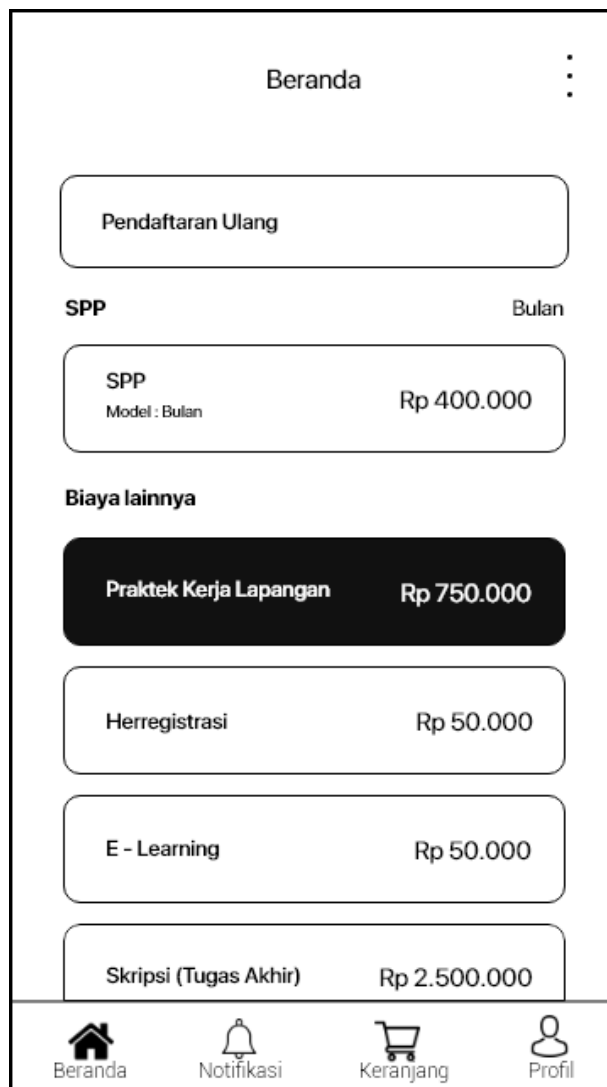 Beranda
Pendaftaran Ulang
SPP Bulan
SPP
Model : Bulan
Rp 400.000
Biaya lainnya
Praktek Kerja Lapangan Rp 750.000
Herregistrasi Rp 50.000
E - Learning Rp 50.000
Skripsi (Tugas Akhir) Rp 2.500.000
Beranda Notifikasi Keranjang Profil